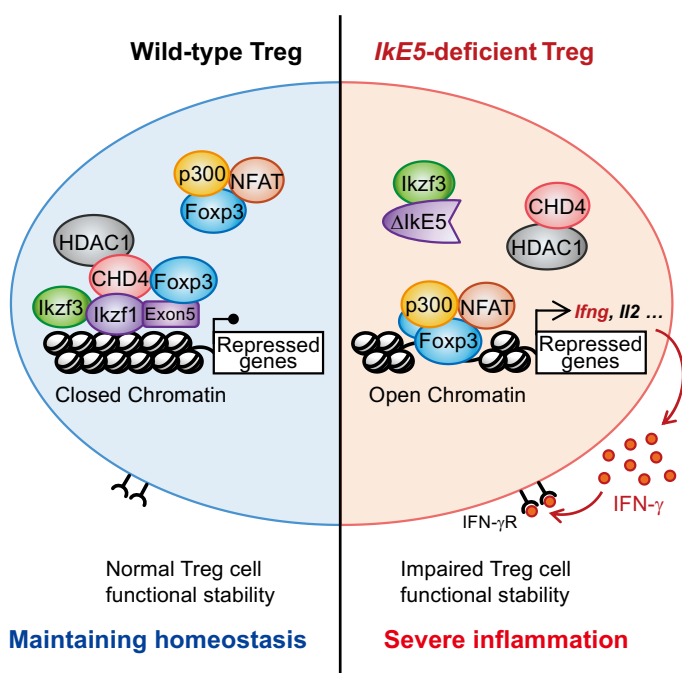 Wild-type Treg
IkE5-deficient Treg
p300
NFAT
Foxp3
HDAC1
CHD4
Foxp3
Ikzf3
Ikzf1
Exon5
Repressed
genes
Closed Chromatin
Ikzf3
ΔIkE5
CHD4
HDAC1
p300
NFAT
Foxp3
Ifng, Il2 ...
Repressed
genes
Open Chromatin
IFN-γR
IFN-γ
Normal Treg cell
functional stability
Impaired Treg cell
functional stability
Maintaining homeostasis
Severe inflammation